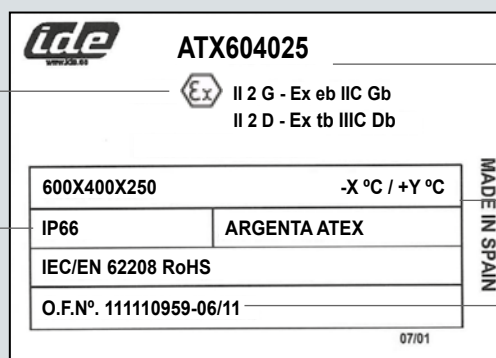 ide
www.ide.es
ATX604025
Ex II 2 G - Ex eb IIC Gb
II 2 D - Ex tb IIIC Db
600X400X250 -X ºC / +Y ºC
IP66 ARGENTA ATEX
IEC/EN 62208 RoHS
O.F.Nº. 111110959-06/11
07/01
MADE IN SPAIN